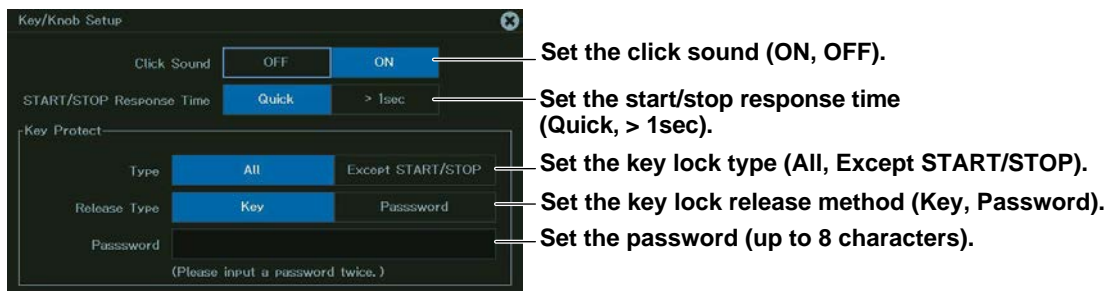 Key/Knob Setup
Click Sound OFF ON
Set the click sound (ON, OFF).
START/STOP Response Time Quick > 1sec
Set the start/stop response time
(Quick, > 1sec).
Key Protect
Type All Except START/STOP
Set the key lock type (All, Except START/STOP).
Release Type Key Passsword
Set the key lock release method (Key, Password).
Passsword
Set the password (up to 8 characters).
(Please input a password twice.)